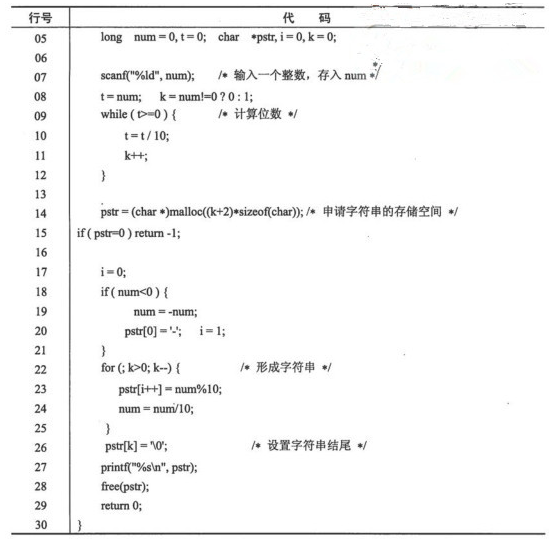 行号 代 码
05 long num = 0, t = 0; char *pstr, i = 0, k = 0;
06
07 scanf("%ld", num); /* 输入一个整数，存入 num */
08 t = num; k = num!=0 ? 0 : 1;
09 while ( t>=0 ) { /* 计算位数 */
10 t = t / 10;
11 k++;
12 }
13
14 pstr = (char *)malloc((k+2)*sizeof(char)); /* 申请字符串的存储空间 */
15 if ( pstr=0 ) return -1;
16
17 i = 0;
18 if ( num<0 ) {
19 num = -num;
20 pstr[0] = '-'; i = 1;
21 }
22 for (; k>0; k--) { /* 形成字符串 */
23 pstr[i++] = num%10;
24 num = num/10;
25 }
26 pstr[k] = '\0'; /* 设置字符串结尾 */
27 printf("%s\n", pstr);
28 free(pstr);
29 return 0;
30 }